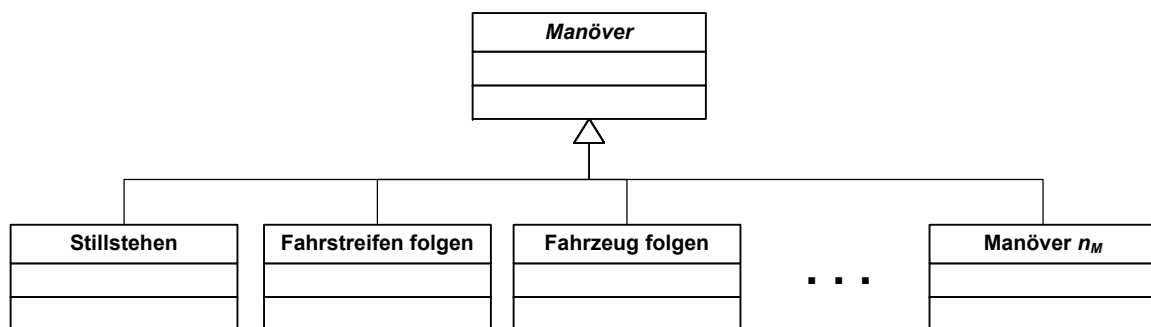 Manöver
Stillstehen
Fahrstreifen folgen
Fahrzeug folgen
. . .
Manöver n_M